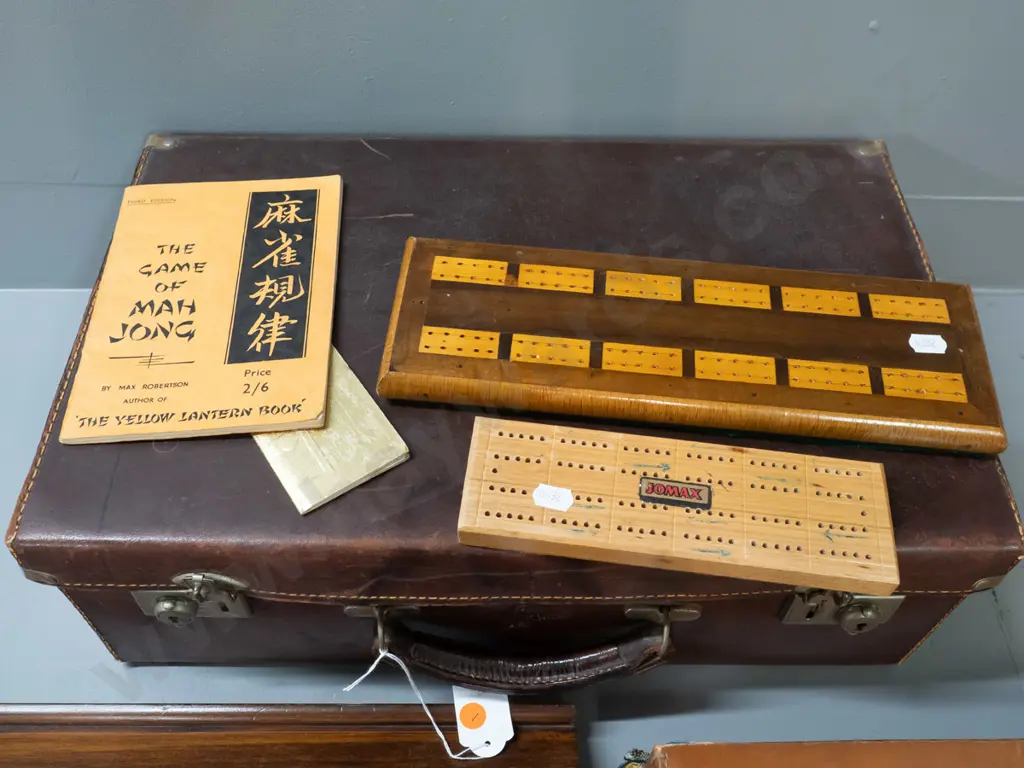 THIRD EDITION
THE
GAME
OF
MAH
JONG
麻雀規律
BY MAX ROBERTSON
AUTHOR OF
'THE YELLOW LANTERN BOOK'
Price
2/6
JOMAX